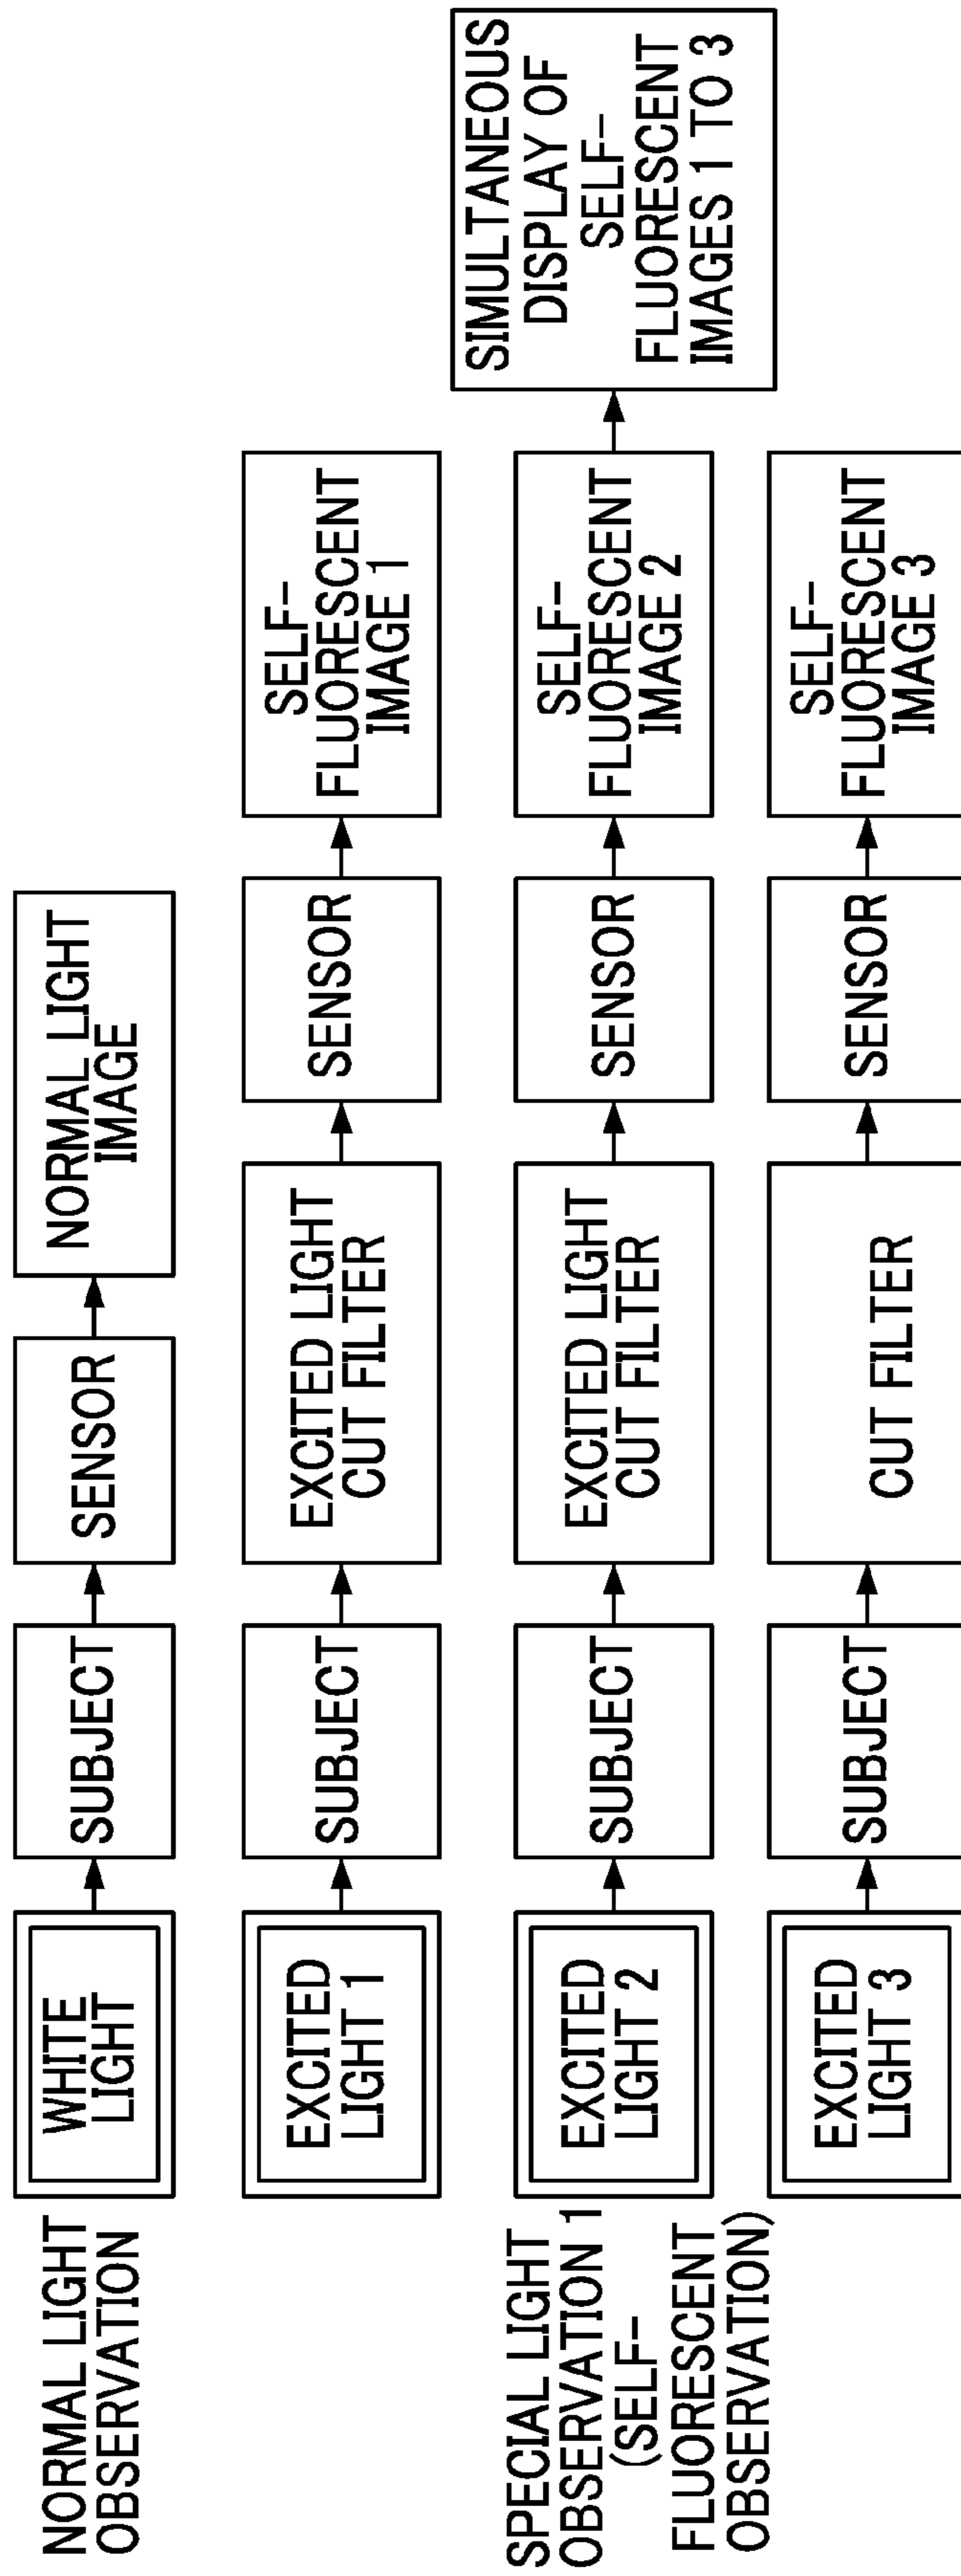 NORMAL LIGHT
OBSERVATION
WHITE
LIGHT
SUBJECT
SENSOR
NORMAL LIGHT
IMAGE
EXCITED
LIGHT 1
SUBJECT
EXCITED LIGHT
CUT FILTER
SENSOR
SELF-
FLUORESCENT
IMAGE 1
SPECIAL LIGHT
OBSERVATION 1
(SELF-
FLUORESCENT
OBSERVATION)
EXCITED
LIGHT 2
SUBJECT
EXCITED LIGHT
CUT FILTER
SENSOR
SELF-
FLUORESCENT
IMAGE 2
SIMULTANEOUS
DISPLAY OF
SELF-
FLUORESCENT
IMAGES 1 TO 3
EXCITED
LIGHT 3
SUBJECT
CUT FILTER
SENSOR
SELF-
FLUORESCENT
IMAGE 3